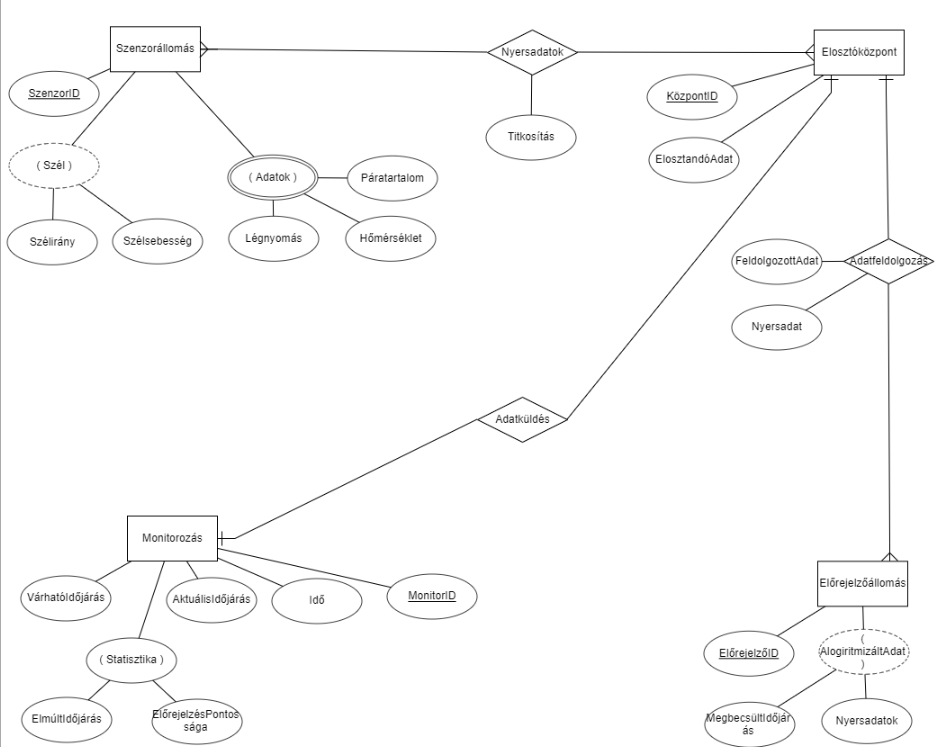 Szenzorállomás
Nyersadatok
Elosztóközpont
SzenzorID
KözpontID
Titkosítás
ElosztandóAdat
( Szél )
( Adatok )
Páratartalom
Szélirány
Szélsebesség
Légnyomás
Hőmérséklet
FeldolgozottAdat
Adatfeldolgozás
Nyersadat
Adatküldés
Monitorozás
Előrejelzőállomás
VárhatóIdőjárás
AktuálisIdőjárás
Idő
MonitorID
( Statisztika )
ElőrejelzőID
(
AlogiritmizáltAdat
)
ElmúltIdőjárás
ElőrejelzésPontos
sága
MegbecsültIdőjár
ás
Nyersadatok